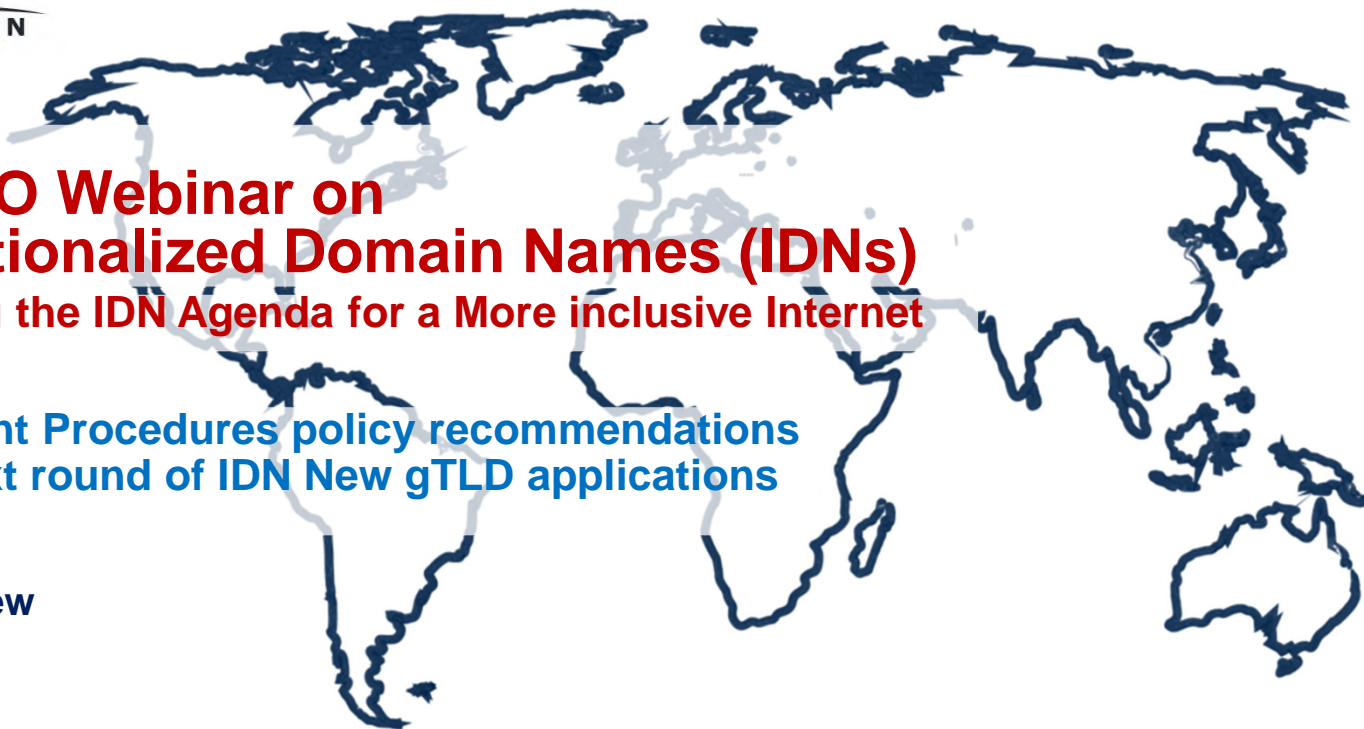 N
O Webinar on
tionalized Domain Names (IDNs)
the IDN Agenda for a More inclusive Internet
nt Procedures policy recommendations
t round of IDN New gTLD applications
ew